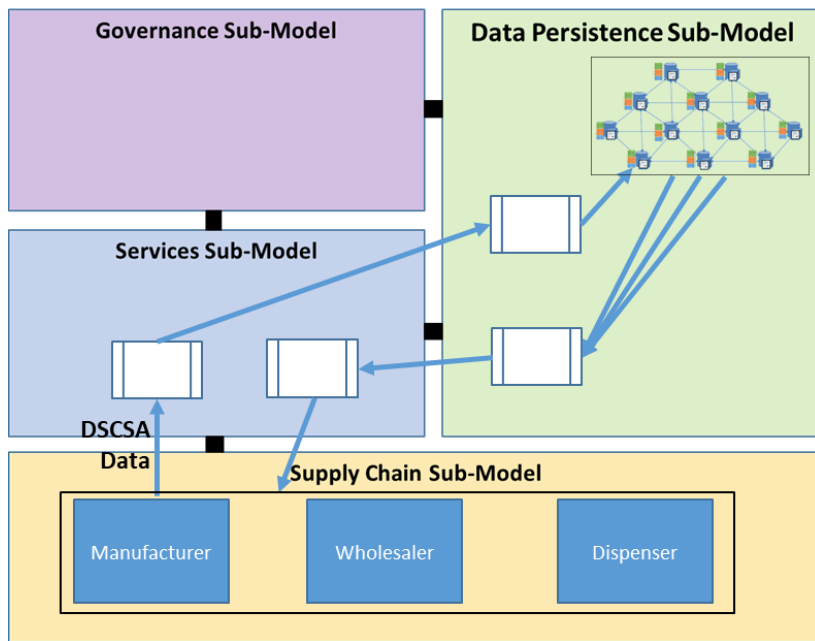 Governance Sub-Model
Data Persistence Sub-Model
Services Sub-Model
DSCSA
Data
Supply Chain Sub-Model
Manufacturer
Wholesaler
Dispenser